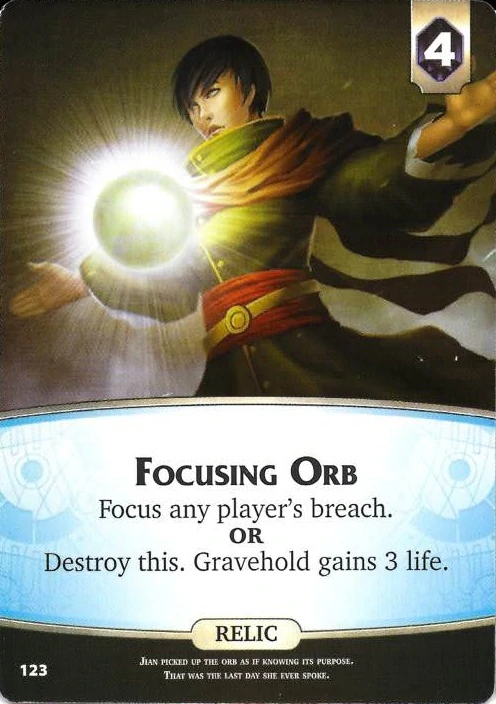 4
Focusing Orb
Focus any player's breach.
OR
Destroy this. Gravehold gains 3 life.
RELIC
Jian picked up the orb as if knowing its purpose.
That was the last day she ever spoke.
123